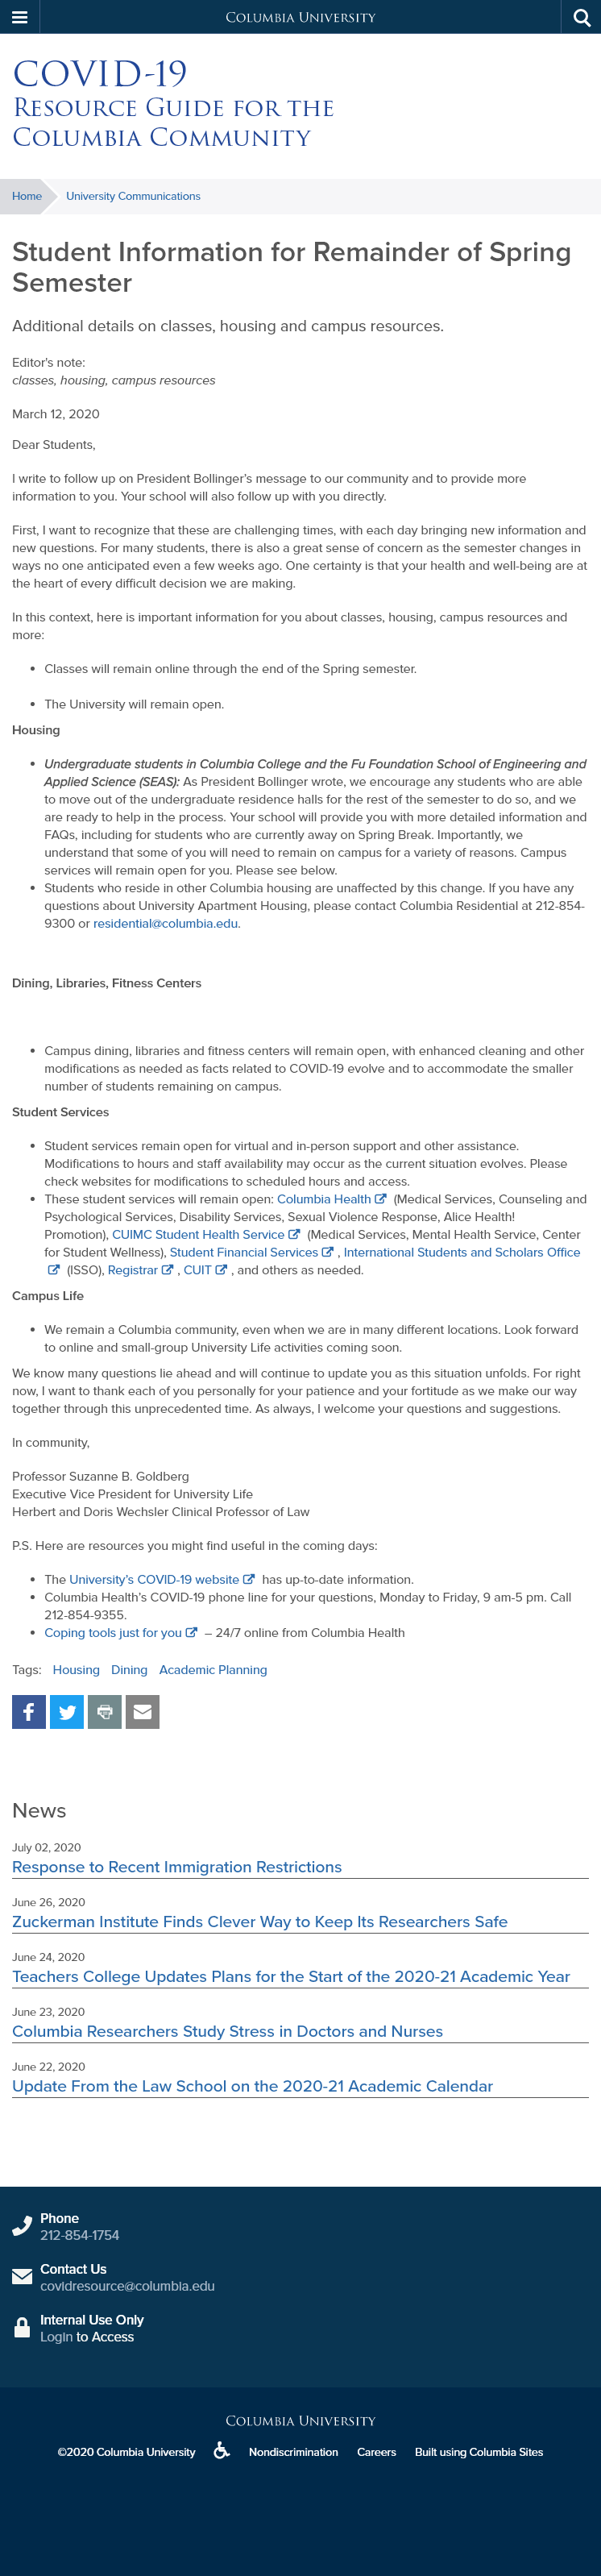 Columbia University
COVID-19
Resource Guide for the
Columbia Community
Home University Communications
Student Information for Remainder of Spring
Semester
Additional details on classes, housing and campus resources.
Editor's note:
classes, housing, campus resources
March 12, 2020
Dear Students,
I write to follow up on President Bollinger's message to our community and to provide more
information to you. Your school will also follow up with you directly.
First, I want to recognize that these are challenging times, with each day bringing new information and
new questions. For many students, there is also a great sense of concern as the semester changes in
ways no one anticipated even a few weeks ago. One certainty is that your health and well-being are at
the heart of every difficult decision we are making.
In this context, here is important information for you about classes, housing, campus resources and
more:
• Classes will remain online through the end of the Spring semester.
• The University will remain open.
Housing
• Undergraduate students in Columbia College and the Fu Foundation School of Engineering and
Applied Science (SEAS): As President Bollinger wrote, we encourage any students who are able
to move out of the undergraduate residence halls for the rest of the semester to do so, and we
are ready to help in the process. Your school will provide you with more detailed information and
FAQs, including for students who are currently away on Spring Break. Importantly, we
understand that some of you will need to remain on campus for a variety of reasons. Campus
services will remain open for you. Please see below.
• Students who reside in other Columbia housing are unaffected by this change. If you have any
questions about University Apartment Housing, please contact Columbia Residential at 212-854-
9300 or residential@columbia.edu.
Dining, Libraries, Fitness Centers
• Campus dining, libraries and fitness centers will remain open, with enhanced cleaning and other
modifications as needed as facts related to COVID-19 evolve and to accommodate the smaller
number of students remaining on campus.
Student Services
• Student services remain open for virtual and in-person support and other assistance.
Modifications to hours and staff availability may occur as the current situation evolves. Please
check websites for modifications to scheduled hours and access.
• These student services will remain open: Columbia Health (Medical Services, Counseling and
Psychological Services, Disability Services, Sexual Violence Response, Alice Health!
Promotion), CUIMC Student Health Service (Medical Services, Mental Health Service, Center
for Student Wellness), Student Financial Services , International Students and Scholars Office
(ISSO), Registrar , CUIT , and others as needed.
Campus Life
• We remain a Columbia community, even when we are in many different locations. Look forward
to online and small-group University Life activities coming soon.
We know many questions lie ahead and will continue to update you as this situation unfolds. For right
now, I want to thank each of you personally for your patience and your fortitude as we make our way
together through this unprecedented time. As always, I welcome your questions and suggestions.
In community,
Professor Suzanne B. Goldberg
Executive Vice President for University Life
Herbert and Doris Wechsler Clinical Professor of Law
P.S. Here are resources you might find useful in the coming days:
• The University's COVID-19 website has up-to-date information.
• Columbia Health's COVID-19 phone line for your questions, Monday to Friday, 9 am-5 pm. Call
212-854-9355.
• Coping tools just for you – 24/7 online from Columbia Health
Tags: Housing Dining Academic Planning
News
July 02, 2020
Response to Recent Immigration Restrictions
June 26, 2020
Zuckerman Institute Finds Clever Way to Keep Its Researchers Safe
June 24, 2020
Teachers College Updates Plans for the Start of the 2020-21 Academic Year
June 23, 2020
Columbia Researchers Study Stress in Doctors and Nurses
June 22, 2020
Update From the Law School on the 2020-21 Academic Calendar
Phone
212-854-1754
Contact Us
covidresource@columbia.edu
Internal Use Only
Login to Access
Columbia University
©2020 Columbia University Nondiscrimination Careers Built using Columbia Sites